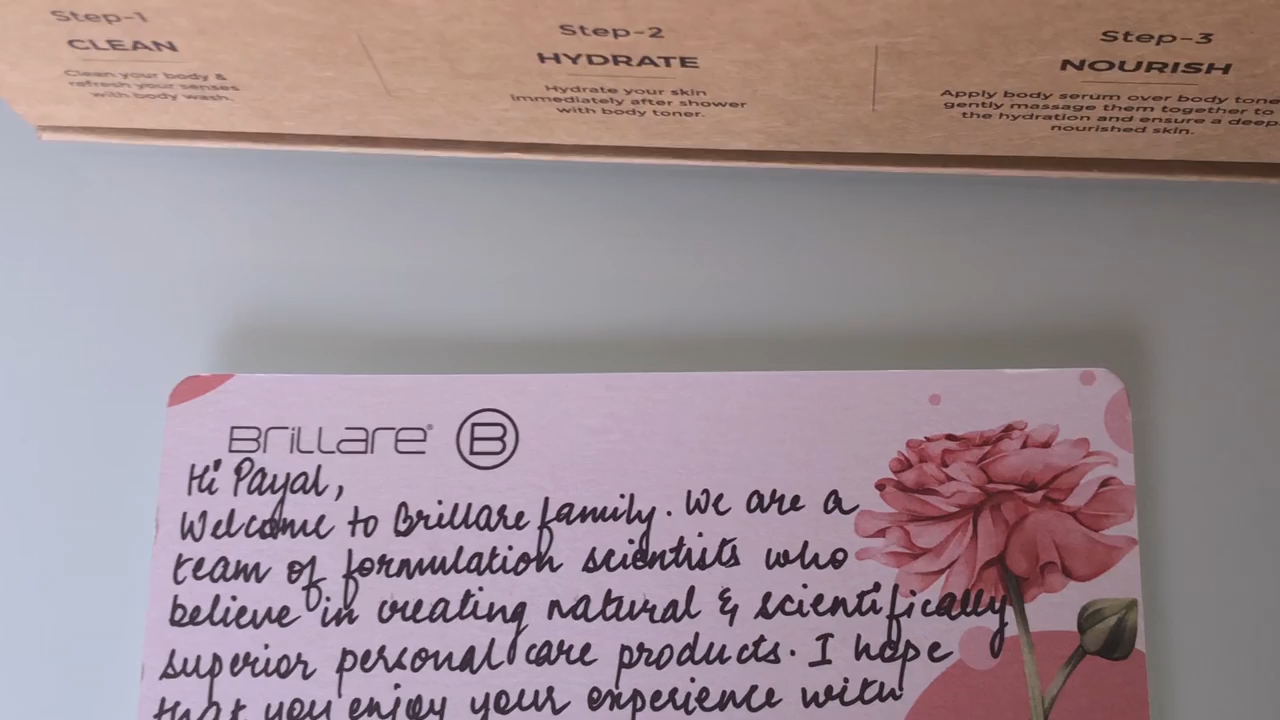 Step-1
CLEAN
Clean your body &
refresh your senses
with body wash.
Step-2
HYDRATE
Hydrate your skin
immediately after shower
with body toner.
Step-3
NOURISH
Apply body serum over body tone
gently massage them together to
the hydration and ensure a deep
nourished skin.
Brillare® B
Hi Payal,
Welcome to Brillare family. We are a
team of formulation scientists who
believe in creating natural & scientifically
superior personal care products. I hope
that you enjoy your experience with